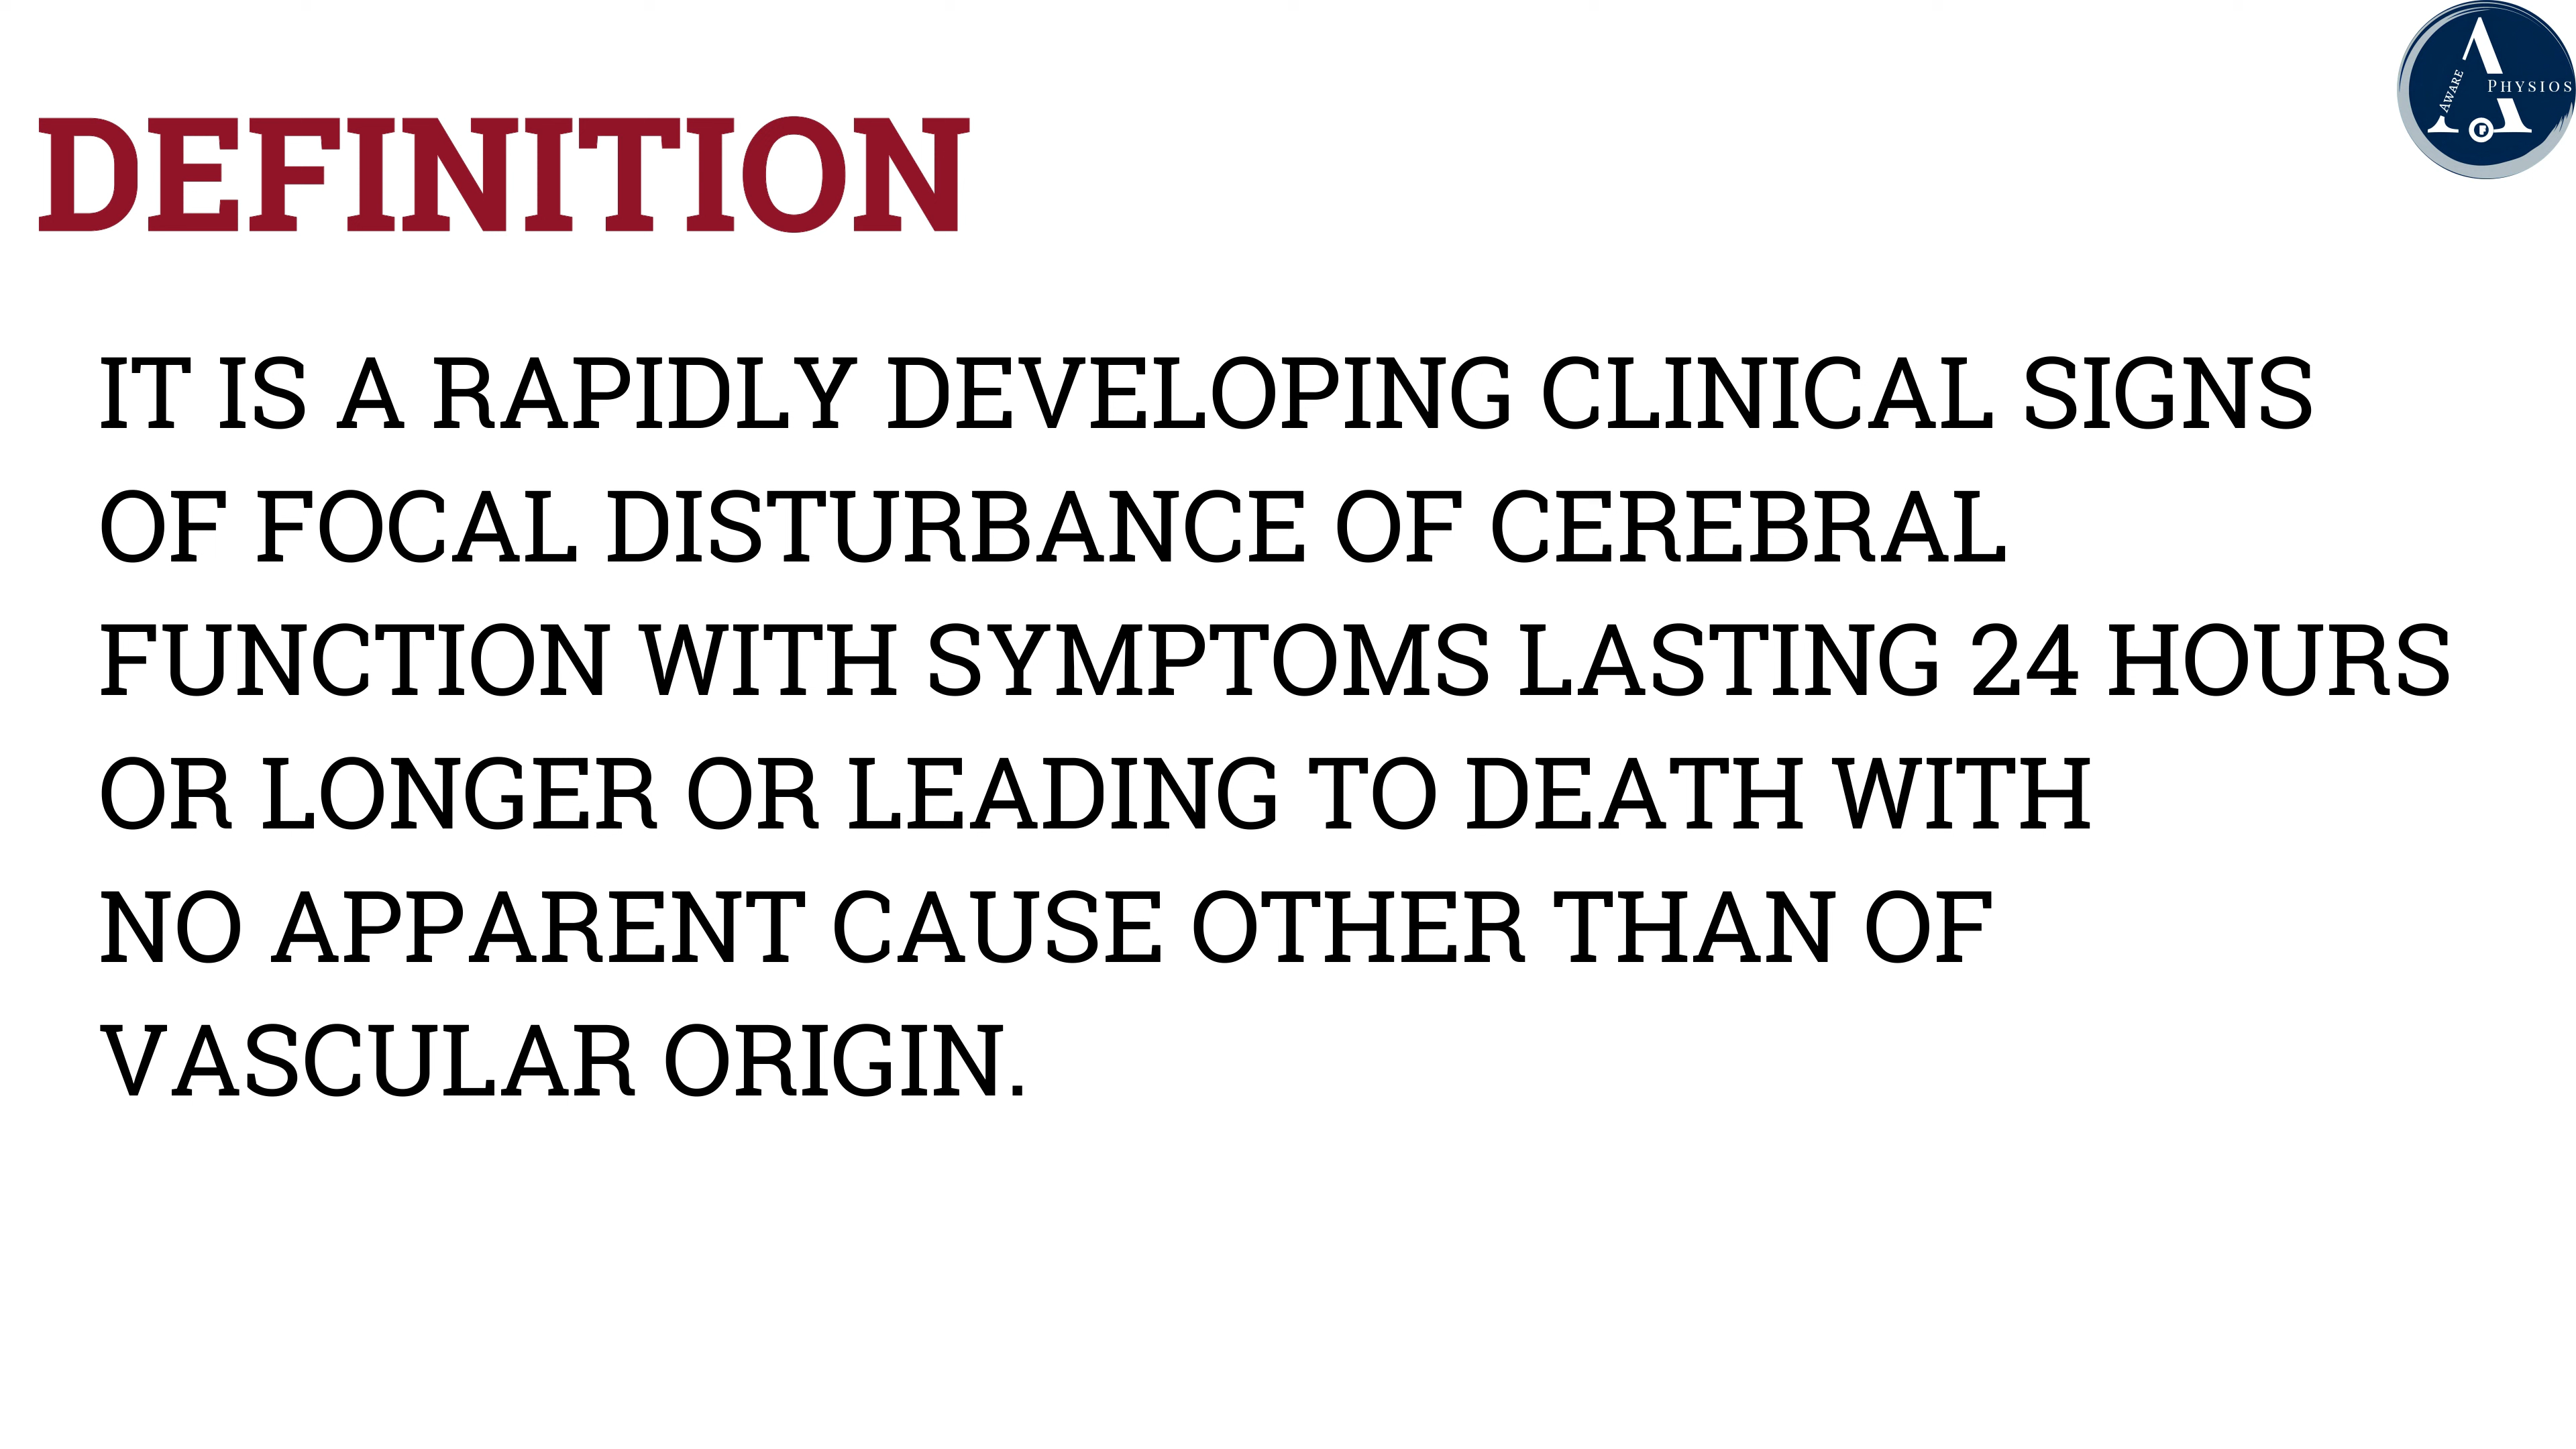 AWARE PHYSIOS
DEFINITION
IT IS A RAPIDLY DEVELOPING CLINICAL SIGNS
OF FOCAL DISTURBANCE OF CEREBRAL
FUNCTION WITH SYMPTOMS LASTING 24 HOURS
OR LONGER OR LEADING TO DEATH WITH
NO APPARENT CAUSE OTHER THAN OF
VASCULAR ORIGIN.